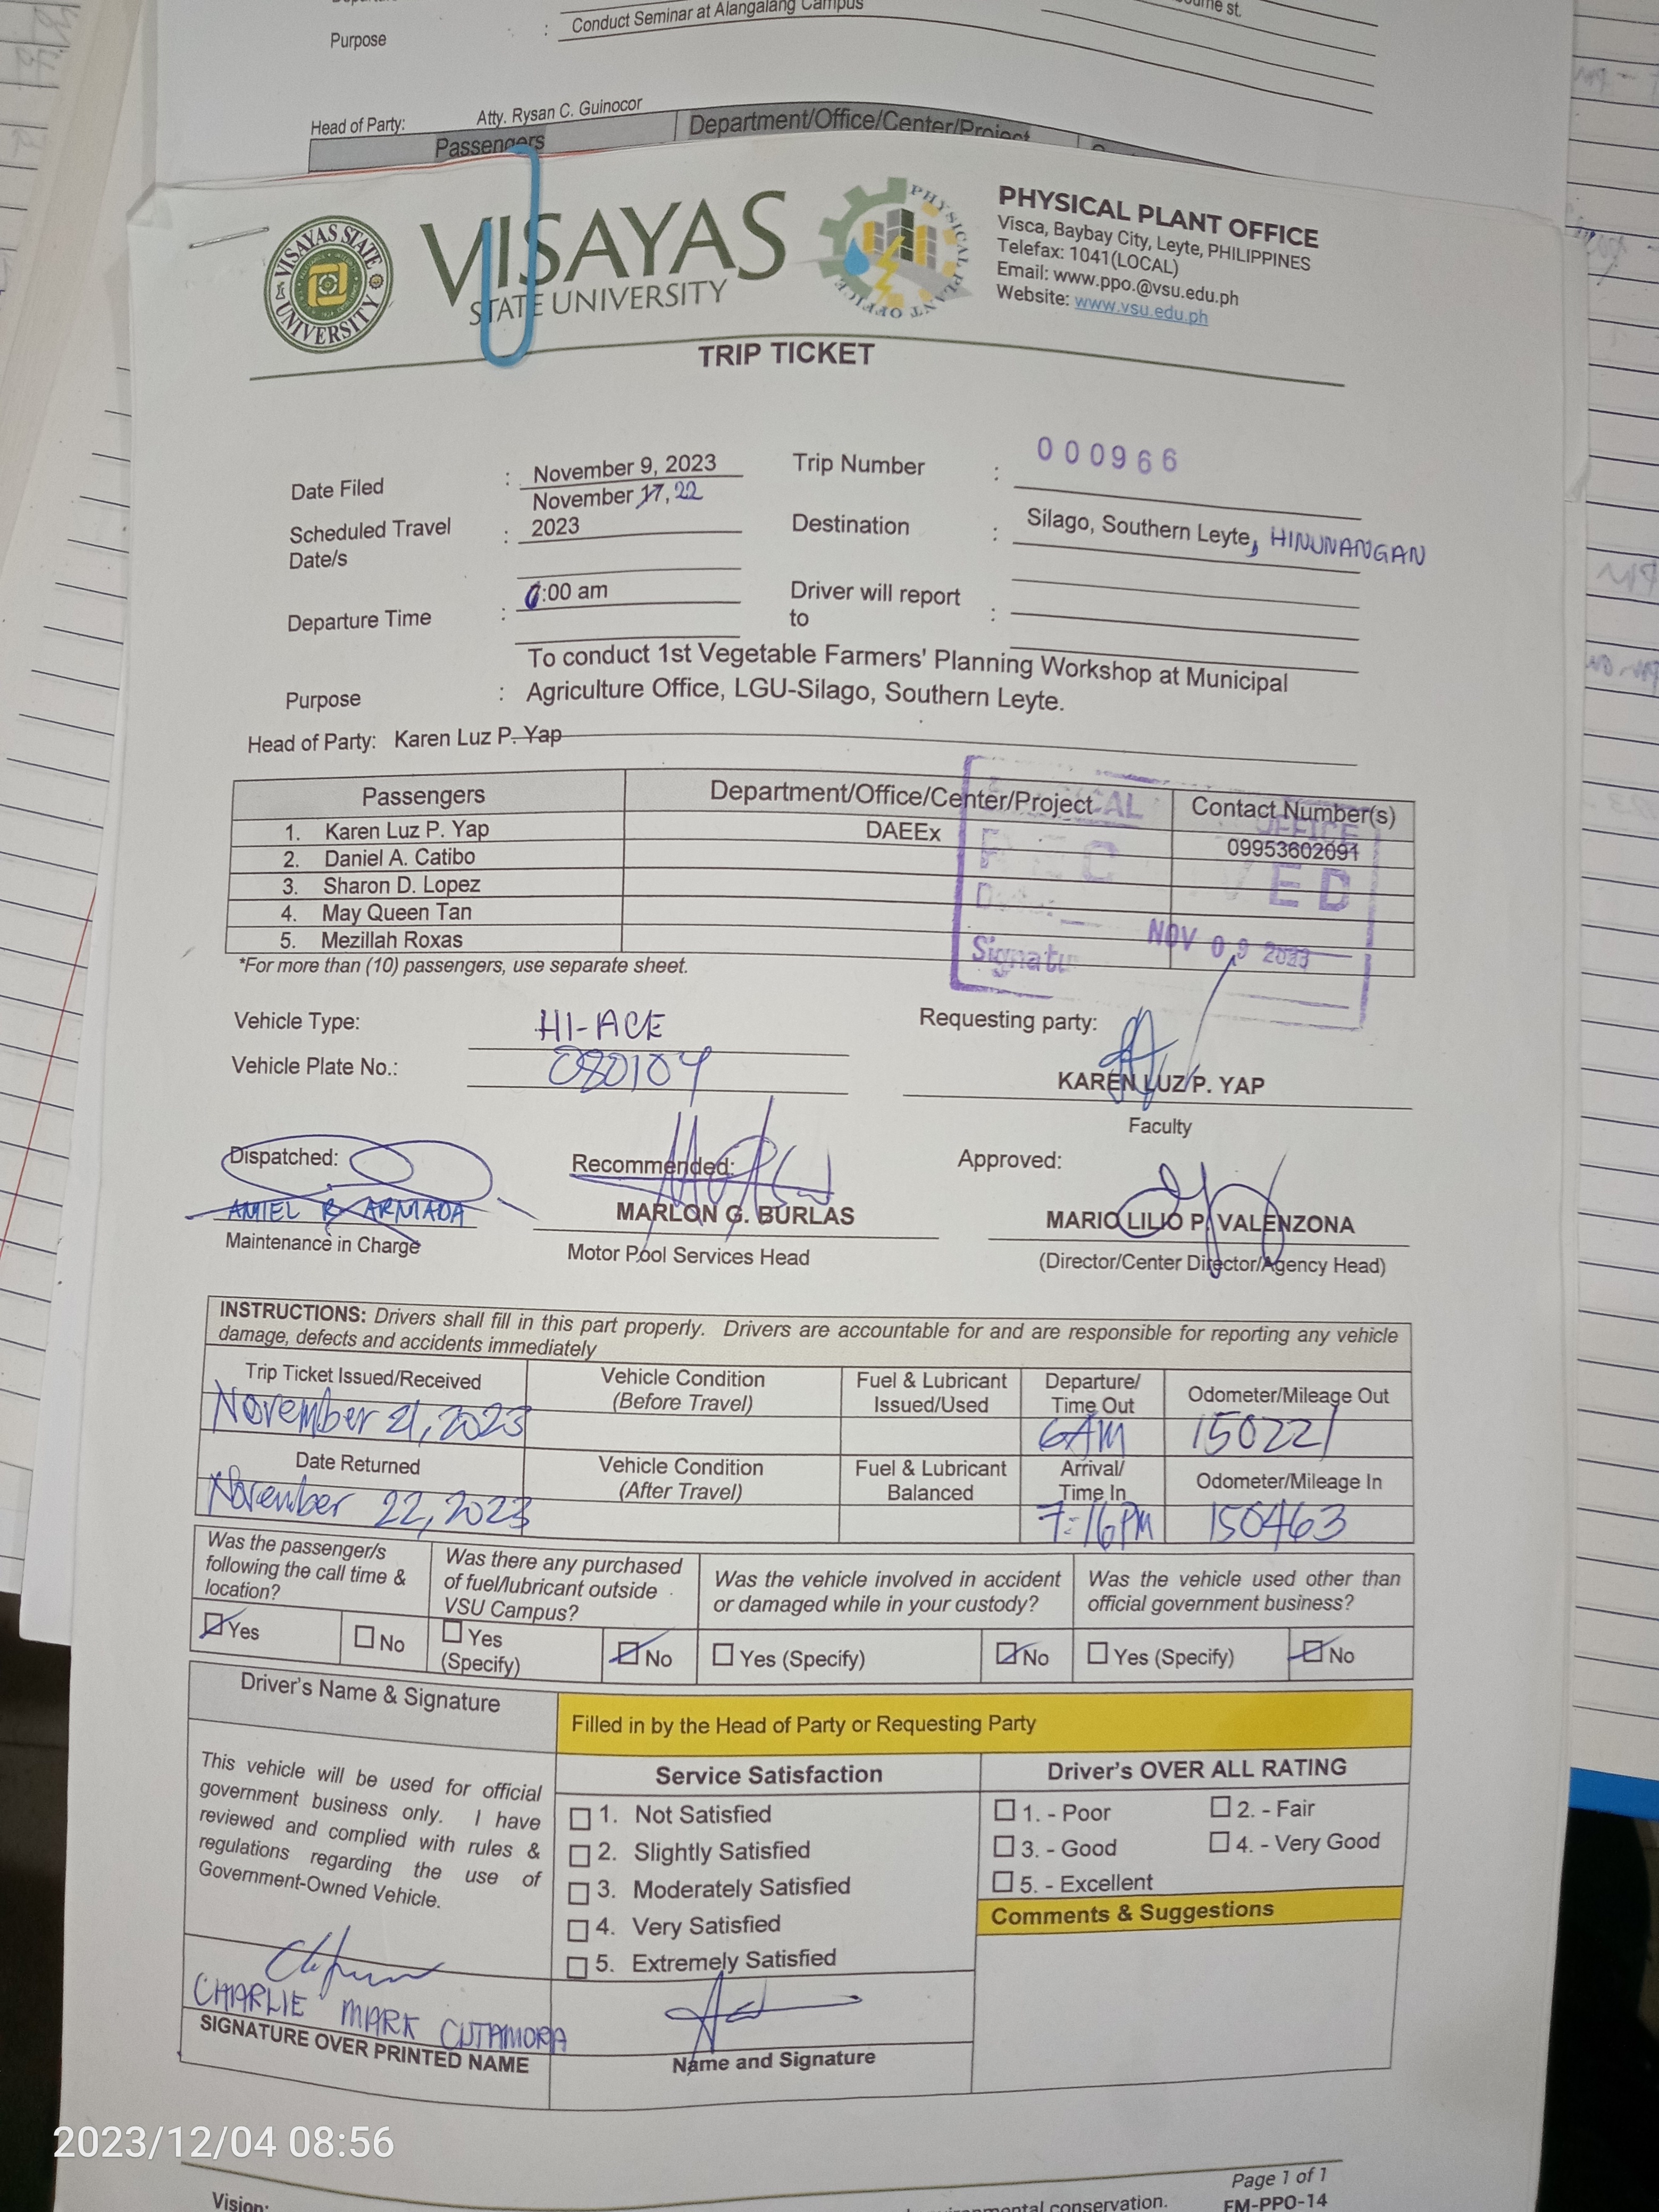 Purpose : Conduct Seminar at Alangalang Campus
Head of Party: Atty. Rysan C. Guinocor
Passengers Department/Office/Center/Project
VISAYAS STATE UNIVERSITY
VISAYAS
STATE UNIVERSITY
PHYSICAL PLANT OFFICE
PHYSICAL PLANT OFFICE
Visca, Baybay City, Leyte, PHILIPPINES
Telefax: 1041(LOCAL)
Email: www.ppo.@vsu.edu.ph
Website: www.vsu.edu.ph
TRIP TICKET
Date Filed : November 9, 2023
Trip Number : 000966
Scheduled Travel Date/s : November 17, 22 2023
Destination : Silago, Southern Leyte, HINUNANGAN
Departure Time : 6:00 am
Driver will report to :
Purpose : To conduct 1st Vegetable Farmers' Planning Workshop at Municipal
Agriculture Office, LGU-Silago, Southern Leyte.
Head of Party: Karen Luz P. Yap
Passengers Department/Office/Center/Project Contact Number(s)
1. Karen Luz P. Yap DAEEx 09953602091
2. Daniel A. Catibo
3. Sharon D. Lopez
4. May Queen Tan
5. Mezillah Roxas
NOV 09 2023
*For more than (10) passengers, use separate sheet.
Vehicle Type: HI-ACE
Vehicle Plate No.: 080104
Requesting party:
KAREN LUZ P. YAP
Faculty
Dispatched: Recommended: Approved:
AMIEL B ARMADA MARLON G. BURLAS MARIO LILIO P. VALENZONA
Maintenance in Charge Motor Pool Services Head (Director/Center Director/Agency Head)
INSTRUCTIONS: Drivers shall fill in this part properly. Drivers are accountable for and are responsible for reporting any vehicle
damage, defects and accidents immediately
Trip Ticket Issued/Received Vehicle Condition (Before Travel) Fuel & Lubricant Issued/Used Departure/ Time Out Odometer/Mileage Out
November 21, 2023 6AM 150221
Date Returned Vehicle Condition (After Travel) Fuel & Lubricant Balanced Arrival/ Time In Odometer/Mileage In
November 22, 2023 7:16PM 150463
Was the passenger/s following the call time & location?
Yes No
Was there any purchased of fuel/lubricant outside VSU Campus?
Yes (Specify) No
Was the vehicle involved in accident or damaged while in your custody?
Yes (Specify) No
Was the vehicle used other than official government business?
Yes (Specify) No
Driver's Name & Signature
Filled in by the Head of Party or Requesting Party
This vehicle will be used for official
government business only. I have
reviewed and complied with rules &
regulations regarding the use of
Government-Owned Vehicle.
CHARLIE MARK CUTAMORA
SIGNATURE OVER PRINTED NAME
Service Satisfaction
1. Not Satisfied
2. Slightly Satisfied
3. Moderately Satisfied
4. Very Satisfied
5. Extremely Satisfied
Name and Signature
Driver's OVER ALL RATING
1. - Poor 2. - Fair
3. - Good 4. - Very Good
5. - Excellent
Comments & Suggestions
2023/12/04 08:56
Page 1 of 1
Vision: conservation. FM-PPO-14